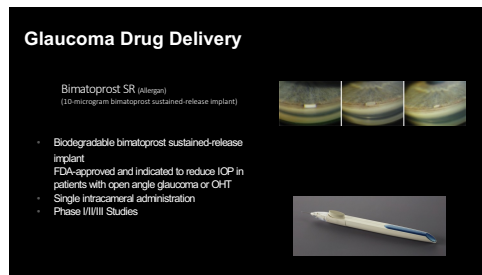 Glaucoma Drug Delivery
Bimatoprost SR (Allergan)
(10-microgram bimatoprost sustained-release implant)
• Biodegradable bimatoprost sustained-release
implant
FDA-approved and indicated to reduce IOP in
patients with open angle glaucoma or OHT
• Single intracameral administration
• Phase I/II/III Studies